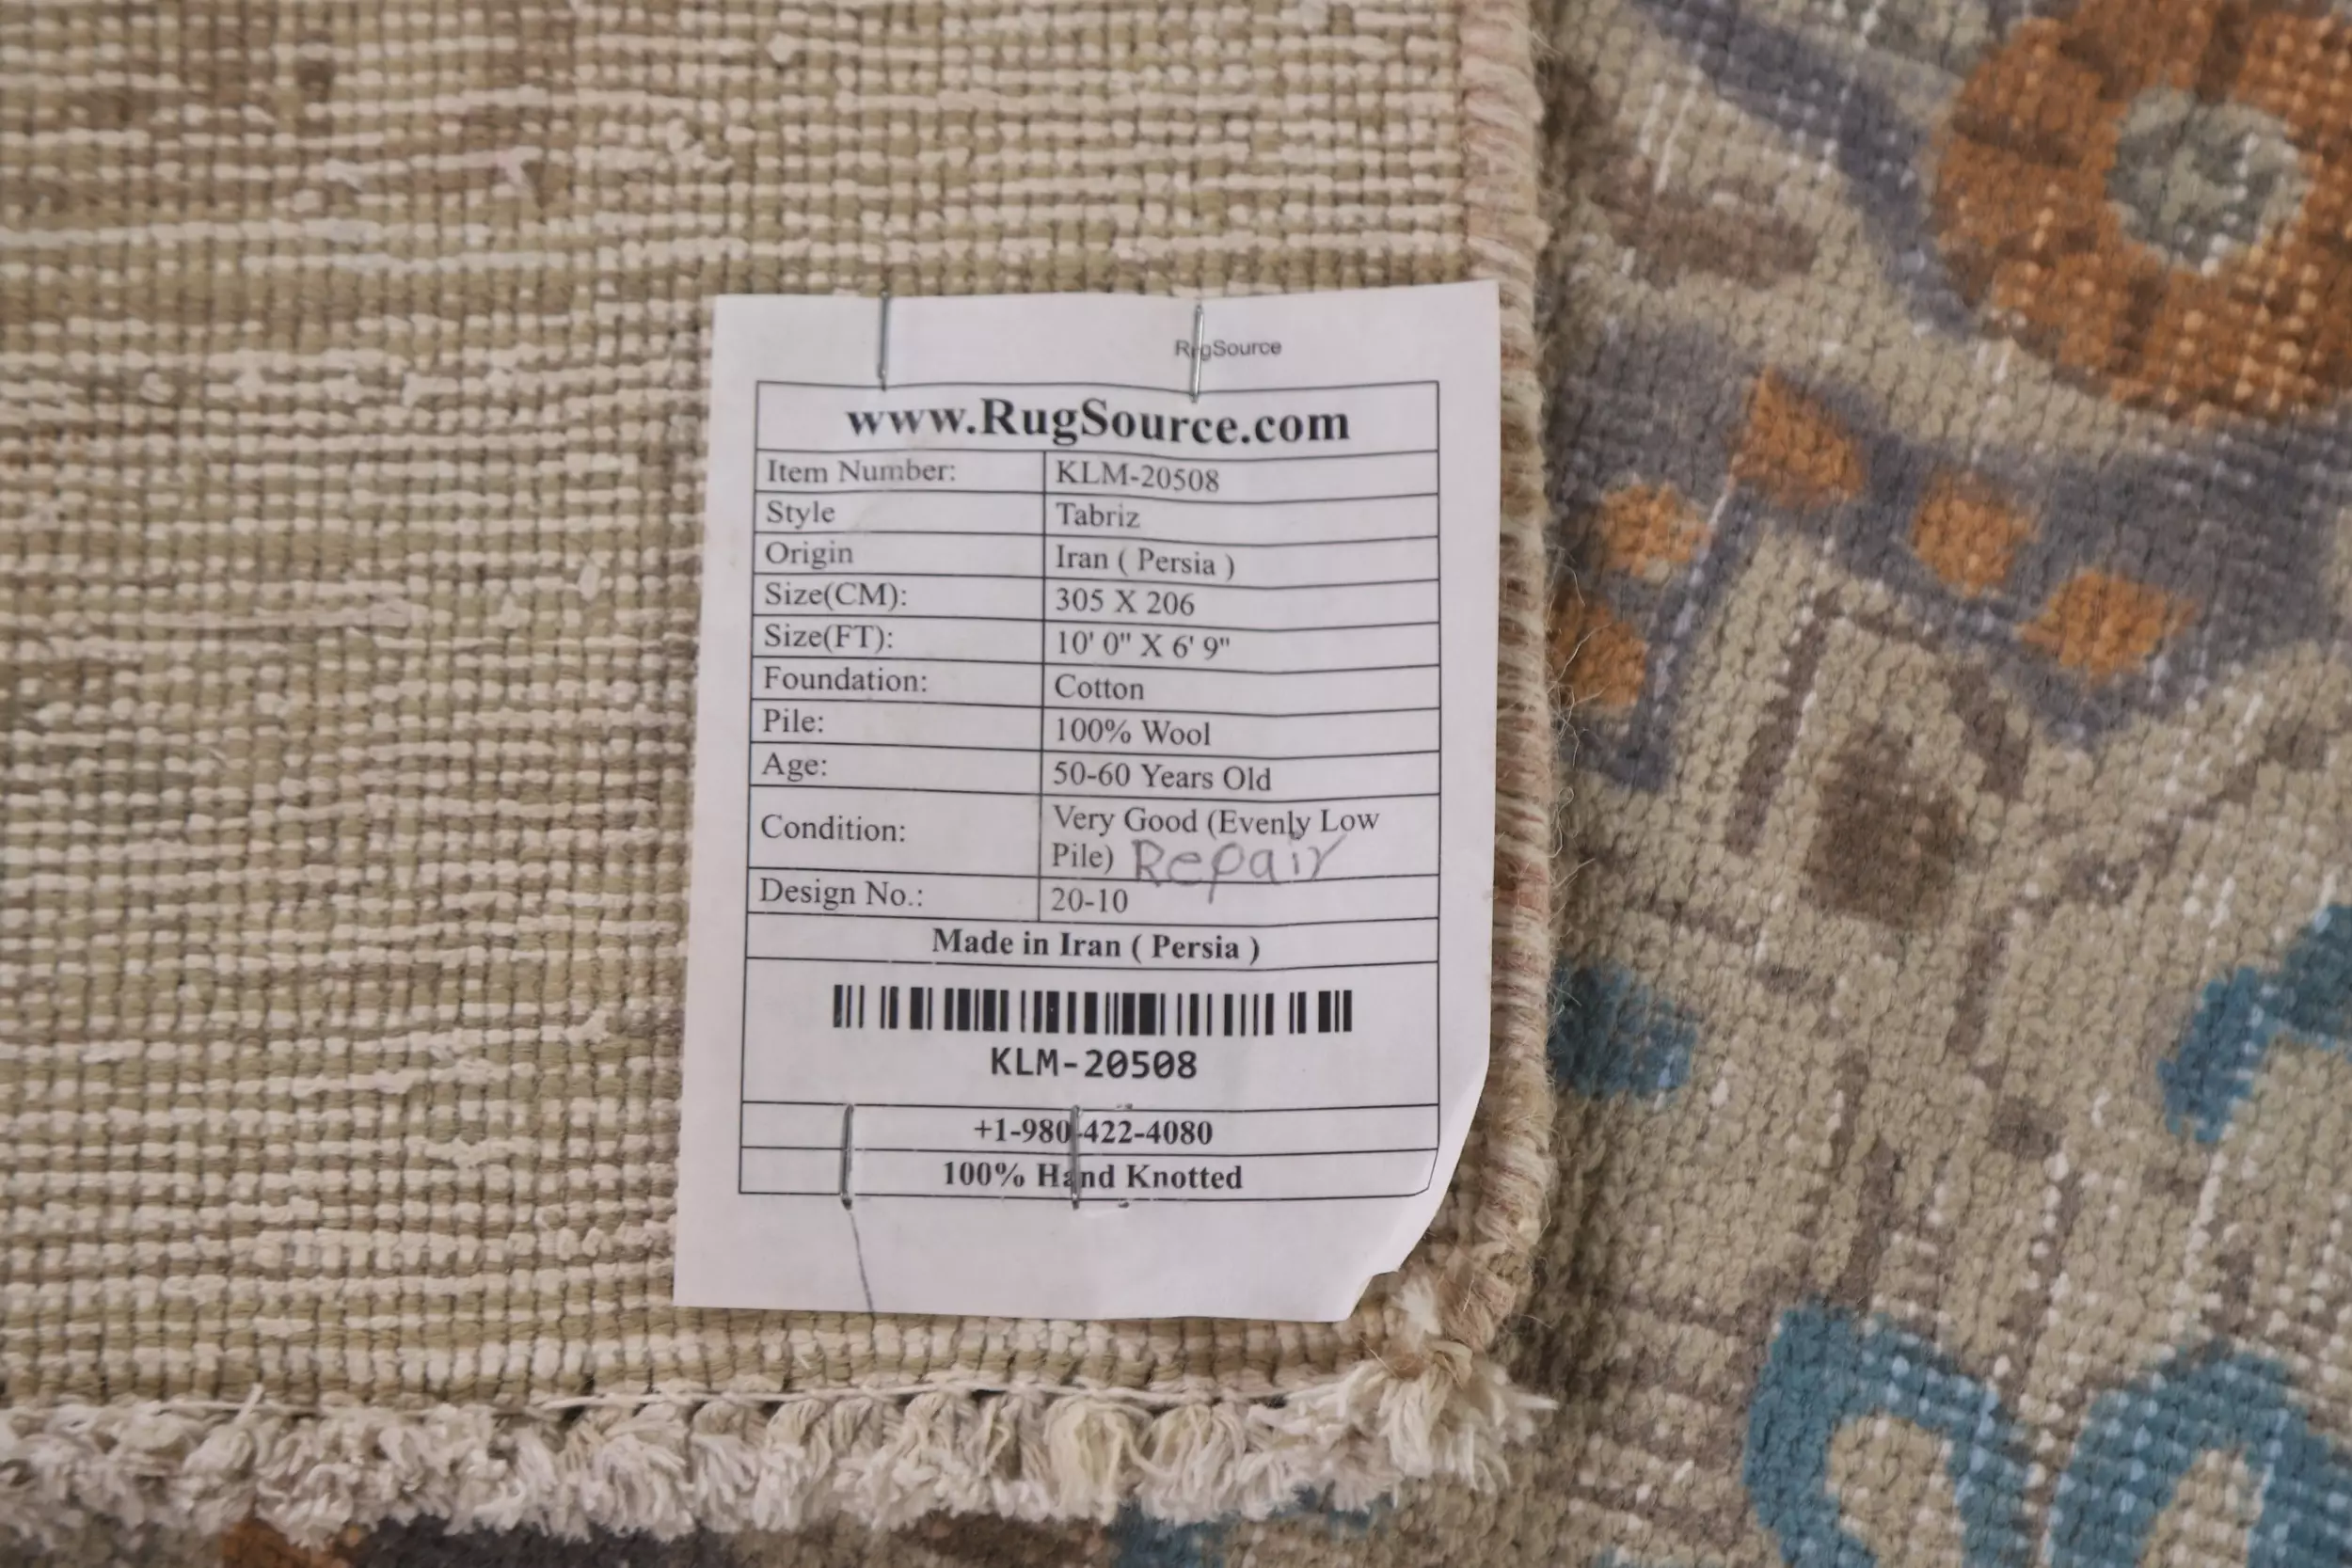 RugSource
www.RugSource.com
Item Number: KLM-20508
Style Tabriz
Origin Iran ( Persia )
Size(CM): 305 X 206
Size(FT): 10' 0" X 6' 9"
Foundation: Cotton
Pile: 100% Wool
Age: 50-60 Years Old
Condition: Very Good (Evenly Low
Pile) Repair
Design No.: 20-10
Made in Iran ( Persia )
KLM-20508
+1-980-422-4080
100% Hand Knotted